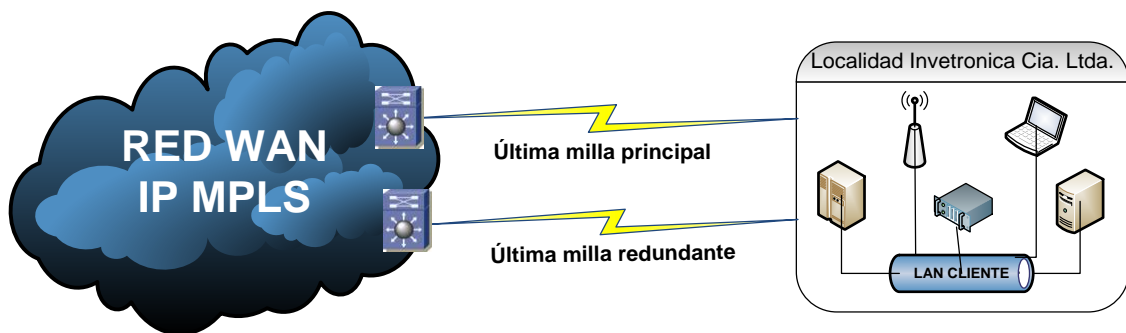 Localidad Invetronica Cia. Ltda.
RED WAN
IP MPLS
Última milla principal
Última milla redundante
LAN CLIENTE